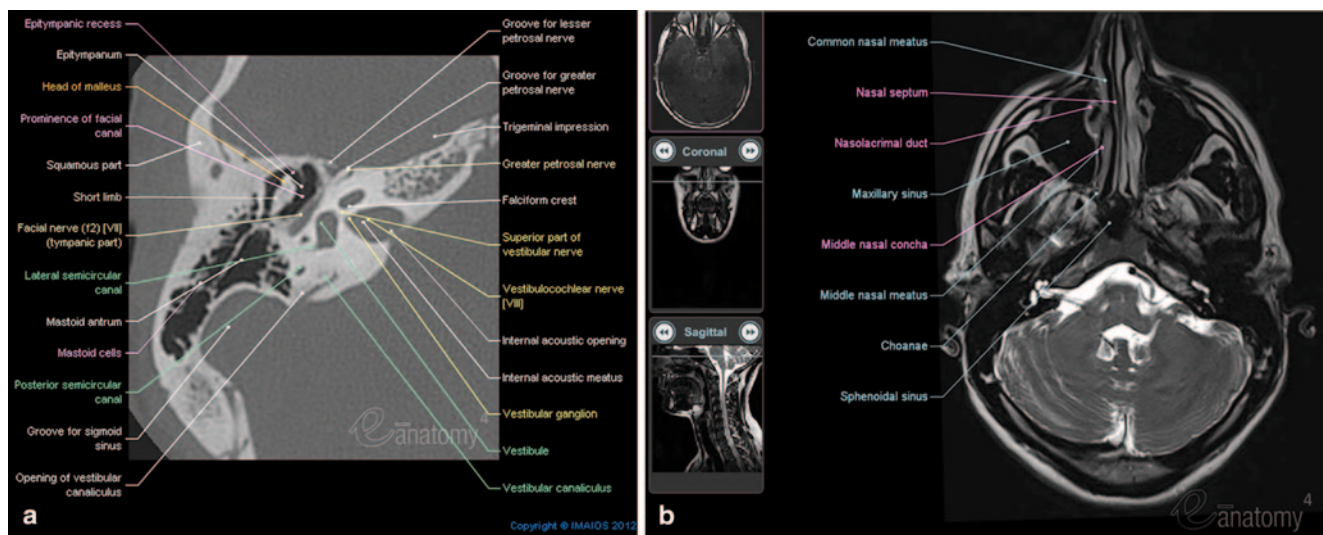 Epitympanic recess
Epitympanum
Head of malleus
Prominence of facial
canal
Squamous part
Short limb
Facial nerve (f2) [VII]
(tympanic part)
Lateral semicircular
canal
Mastoid antrum
Mastoid cells
Posterior semicircular
canal
Groove for sigmoid
sinus
Opening of vestibular
canaliculus
Groove for lesser
petrosal nerve
Groove for greater
petrosal nerve
Trigeminal impression
Greater petrosal nerve
Falciform crest
Superior part of
vestibular nerve
Vestibulocochlear nerve
[VIII]
Internal acoustic opening
Internal acoustic meatus
Vestibular ganglion
Vestibule
Vestibular canaliculus
e-anatomy 4
a
Copyright © IMAIOS 2012
Coronal
Sagittal
Common nasal meatus
Nasal septum
Nasolacrimal duct
Maxillary sinus
Middle nasal concha
Middle nasal meatus
Choanae
Sphenoidal sinus
b
e-anatomy 4